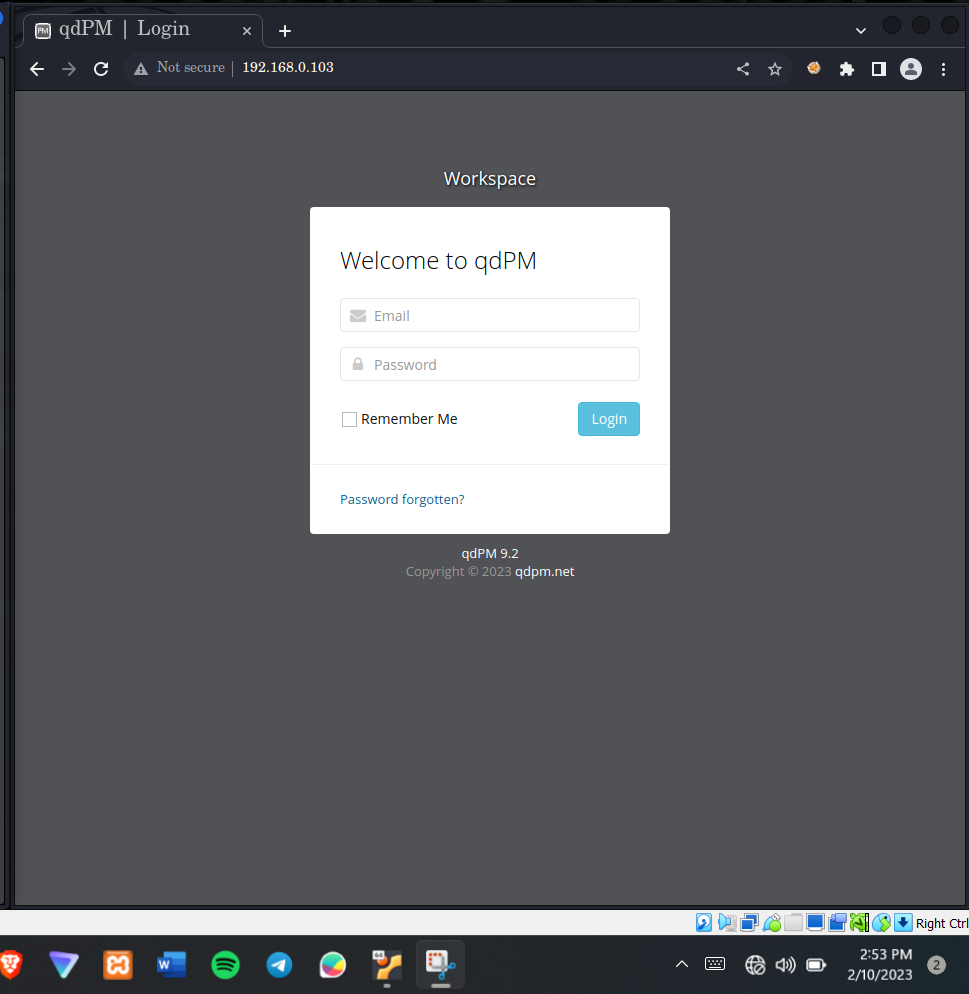 PM qdPM | Login
Not secure | 192.168.0.103
Workspace
Welcome to qdPM
Email
Password
Remember Me
Login
Password forgotten?
qdPM 9.2
Copyright © 2023 qdpm.net
Right Ctrl
W
2:53 PM
2/10/2023
2